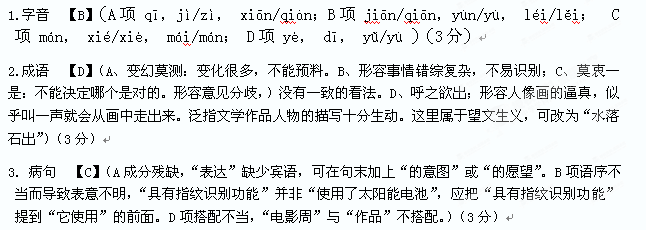 1.字音 【B】(A项 qī，jì/zì， xiōn/qiòn；B项 jiōn/qiōn，yùn/yù， léi/lěi； C
项 mán， xié/xiè， mái/mán；D项 yè， dī， yǔ/yù )(3分)
2.成语 【D】(A、变幻莫测：变化很多，不能预料。B、形容事情错综复杂，不易识别；C、莫衷一
是：不能决定哪个是对的。形容意见分歧，)没有一致的看法。D、呼之欲出；形容人像画的逼真，似
乎叫一声就会从画中走出来。泛指文学作品人物的描写十分生动。这里属于望文生义，可改为“水落
石出”)(3分)
3. 病句 【C】(A成分残缺，“表达”缺少宾语，可在句末加上“的意图”或“的愿望”。B项语序不
当而导致表意不明，“具有指纹识别功能”并非“使用了太阳能电池”，应把“具有指纹识别功能”
提到“它使用”的前面。D项搭配不当，“电影周”与“作品”不搭配。)(3分)